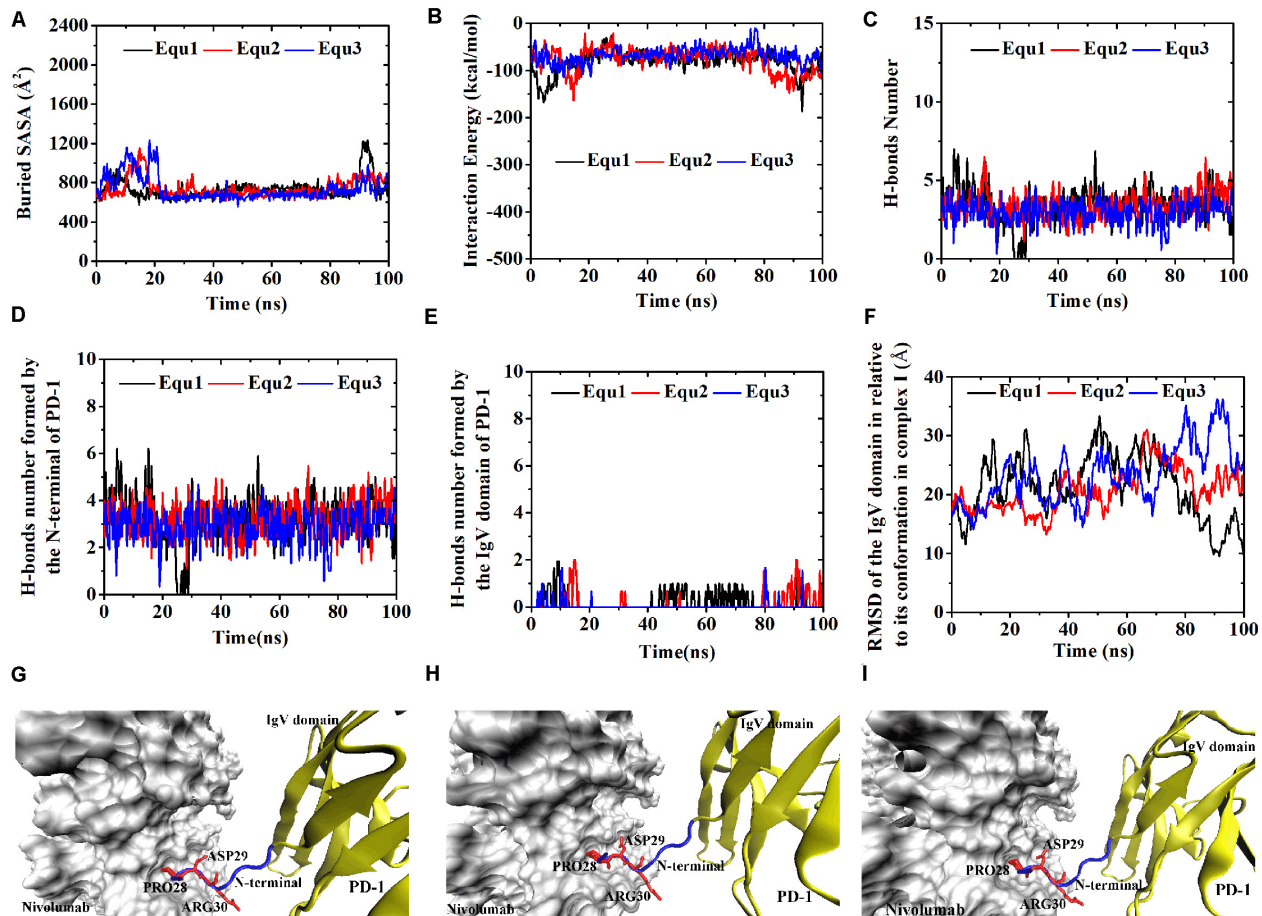 A
Equ1 Equ2 Equ3
Buried SASA (Å²)
2400
2000
1600
1200
800
400
0
0 20 40 60 80 100
Time (ns)
B
Equ1 Equ2 Equ3
Interaction Energy (kcal/mol)
0
-100
-200
-300
-400
-500
0 20 40 60 80 100
Time (ns)
C
Equ1 Equ2 Equ3
H-bonds Number
15
10
5
0
0 20 40 60 80 100
Time (ns)
D
Equ1 Equ2 Equ3
H-bonds number formed by
the N-terminal of PD-1
10
8
6
4
2
0
0 20 40 60 80 100
Time(ns)
E
Equ1 Equ2 Equ3
H-bonds number formed by
the IgV domain of PD-1
10
8
6
4
2
0
0 20 40 60 80 100
Time(ns)
F
Equ1 Equ2 Equ3
RMSD of the IgV domain in relative
to its conformation in complex I (Å)
40
35
30
25
20
15
10
5
0
0 20 40 60 80 100
Time (ns)
G
IgV domain
ASP29
PRO28
N-terminal
ARG30
PD-1
Nivolumab
H
IgV domain
ASP29
PRO28
N-terminal
ARG30
PD-1
Nivolumab
I
IgV domain
ASP29
PRO28
N-terminal
ARG30
PD-1
Nivolumab